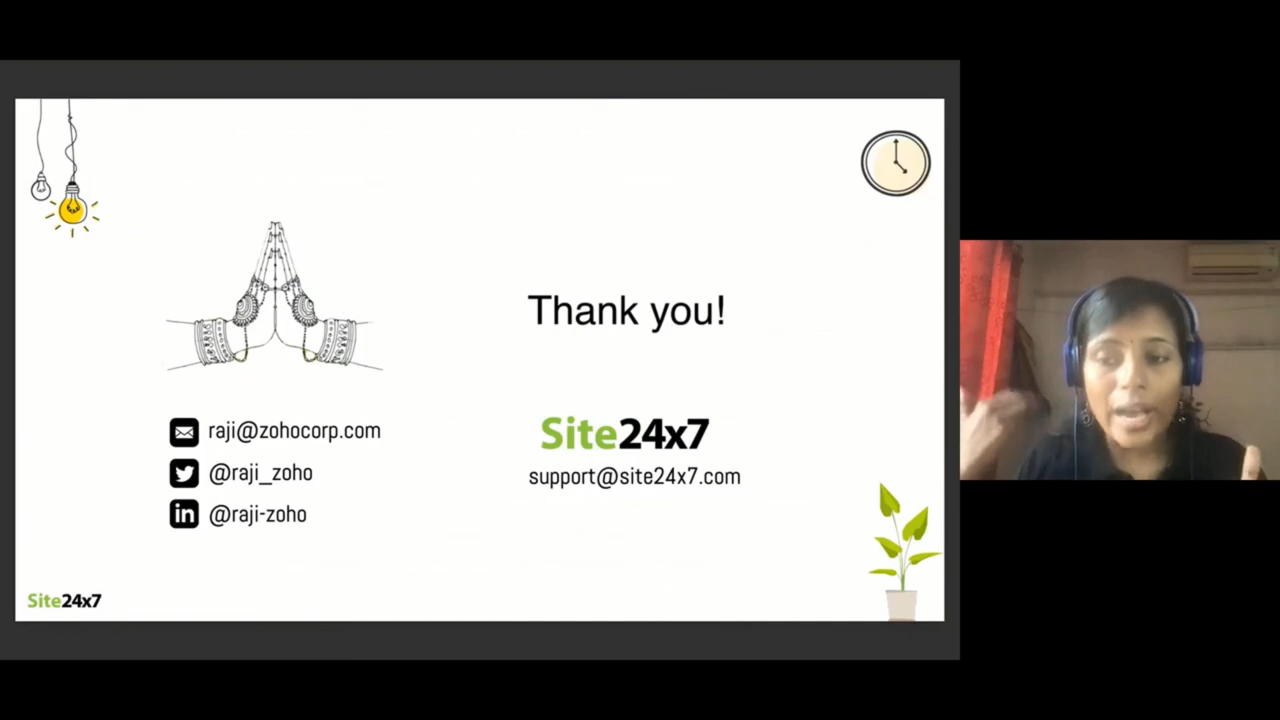 Thank you!
raji@zohocorp.com
@raji_zoho
@raji-zoho
Site24x7
support@site24x7.com
Site24x7